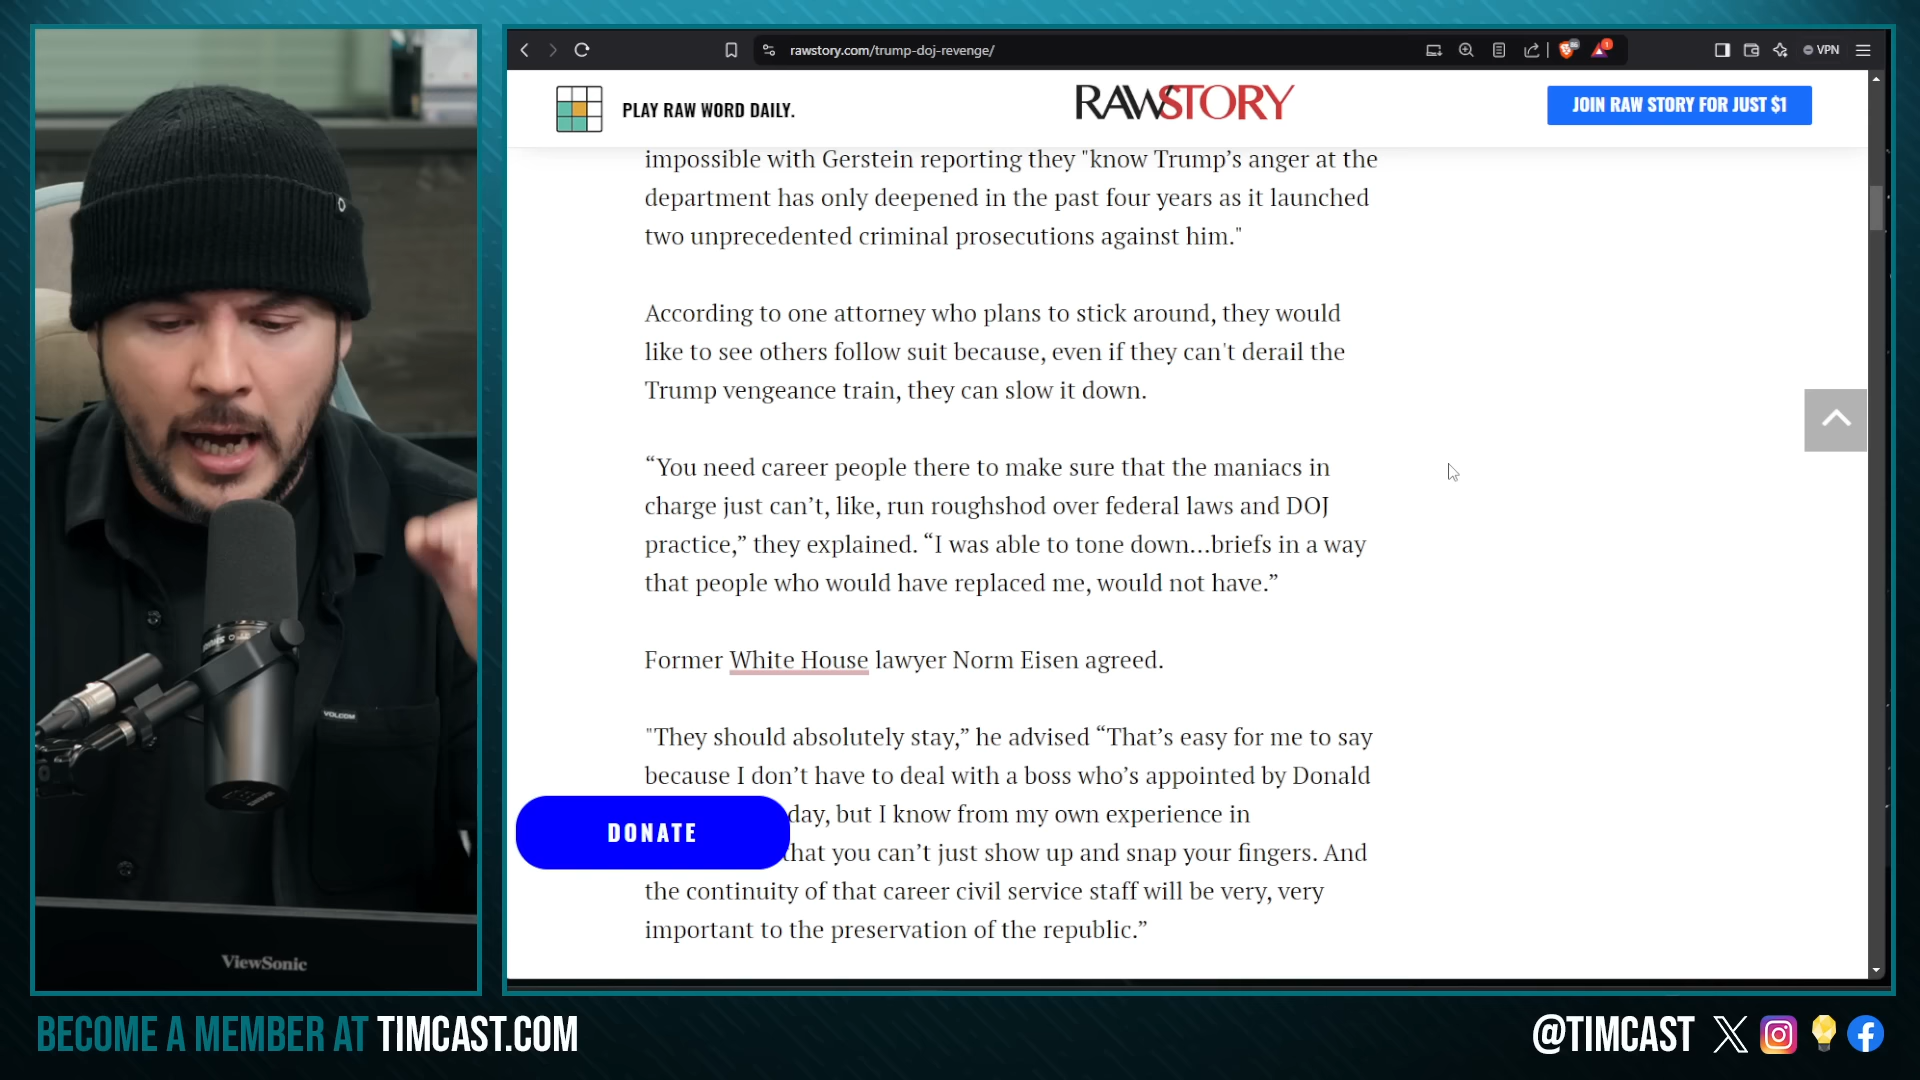 rawstory.com/trump-doj-revenge/
VPN
PLAY RAW WORD DAILY.
RAWSTORY
JOIN RAW STORY FOR JUST $1
impossible with Gerstein reporting they "know Trump’s anger at the
department has only deepened in the past four years as it launched
two unprecedented criminal prosecutions against him."
According to one attorney who plans to stick around, they would
like to see others follow suit because, even if they can't derail the
Trump vengeance train, they can slow it down.
“You need career people there to make sure that the maniacs in
charge just can’t, like, run roughshod over federal laws and DOJ
practice,” they explained. “I was able to tone down…briefs in a way
that people who would have replaced me, would not have.”
Former White House lawyer Norm Eisen agreed.
"They should absolutely stay,” he advised “That’s easy for me to say
because I don’t have to deal with a boss who’s appointed by Donald
day, but I know from my own experience in
that you can’t just show up and snap your fingers. And
the continuity of that career civil service staff will be very, very
important to the preservation of the republic.”
DONATE
VOLCOM
ViewSonic
BECOME A MEMBER AT TIMCAST.COM
@TIMCAST